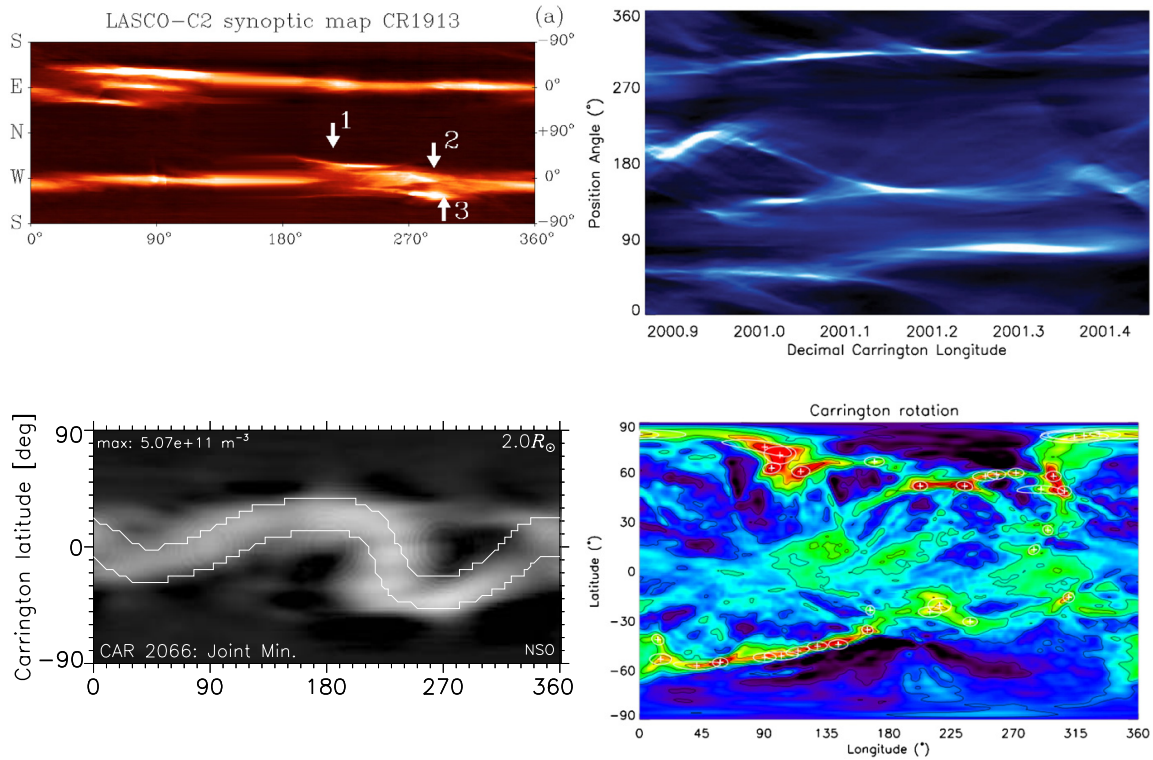 LASCO-C2 synoptic map CR1913
(a)
S
E
N
W
S
-90°
0°
+90°
0°
-90°
1
2
3
0°
90°
180°
270°
360°
360
270
180
90
0
Position Angle (°)
2000.9
2001.0
2001.1
2001.2
2001.3
2001.4
Decimal Carrington Longitude
Carrington latitude [deg]
90
0
-90
max: 5.07e+11 m⁻³
2.0R☉
CAR 2066: Joint Min.
NSO
0
90
180
270
360
Carrington rotation
Latitude (°)
90
60
30
0
-30
-60
-90
0
45
90
135
180
225
270
315
360
Longitude (°)